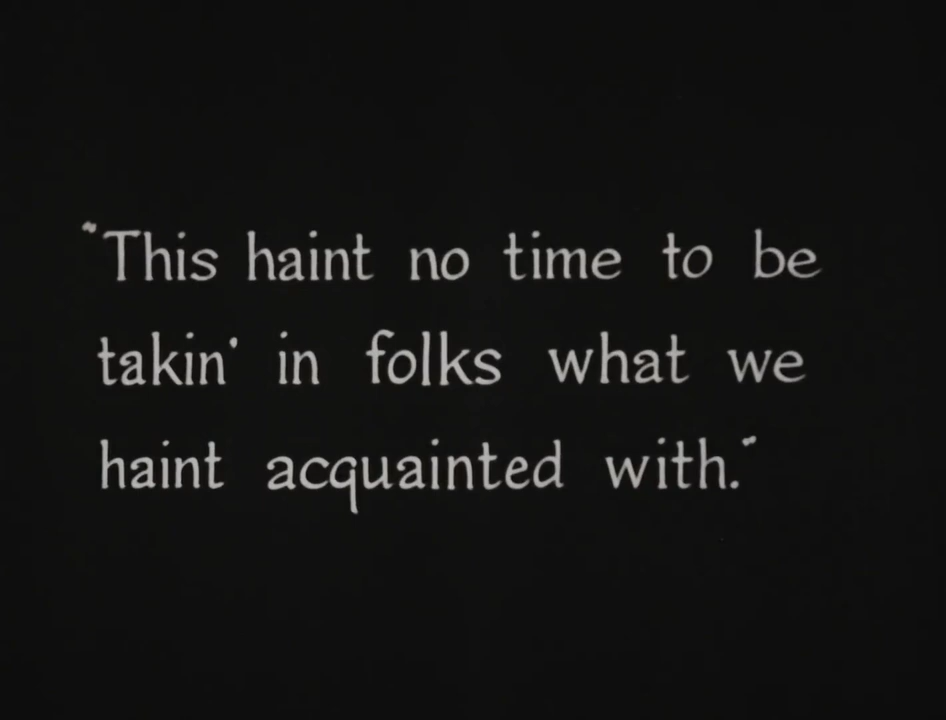 "This haint no time to be
takin' in folks what we
haint acquainted with."